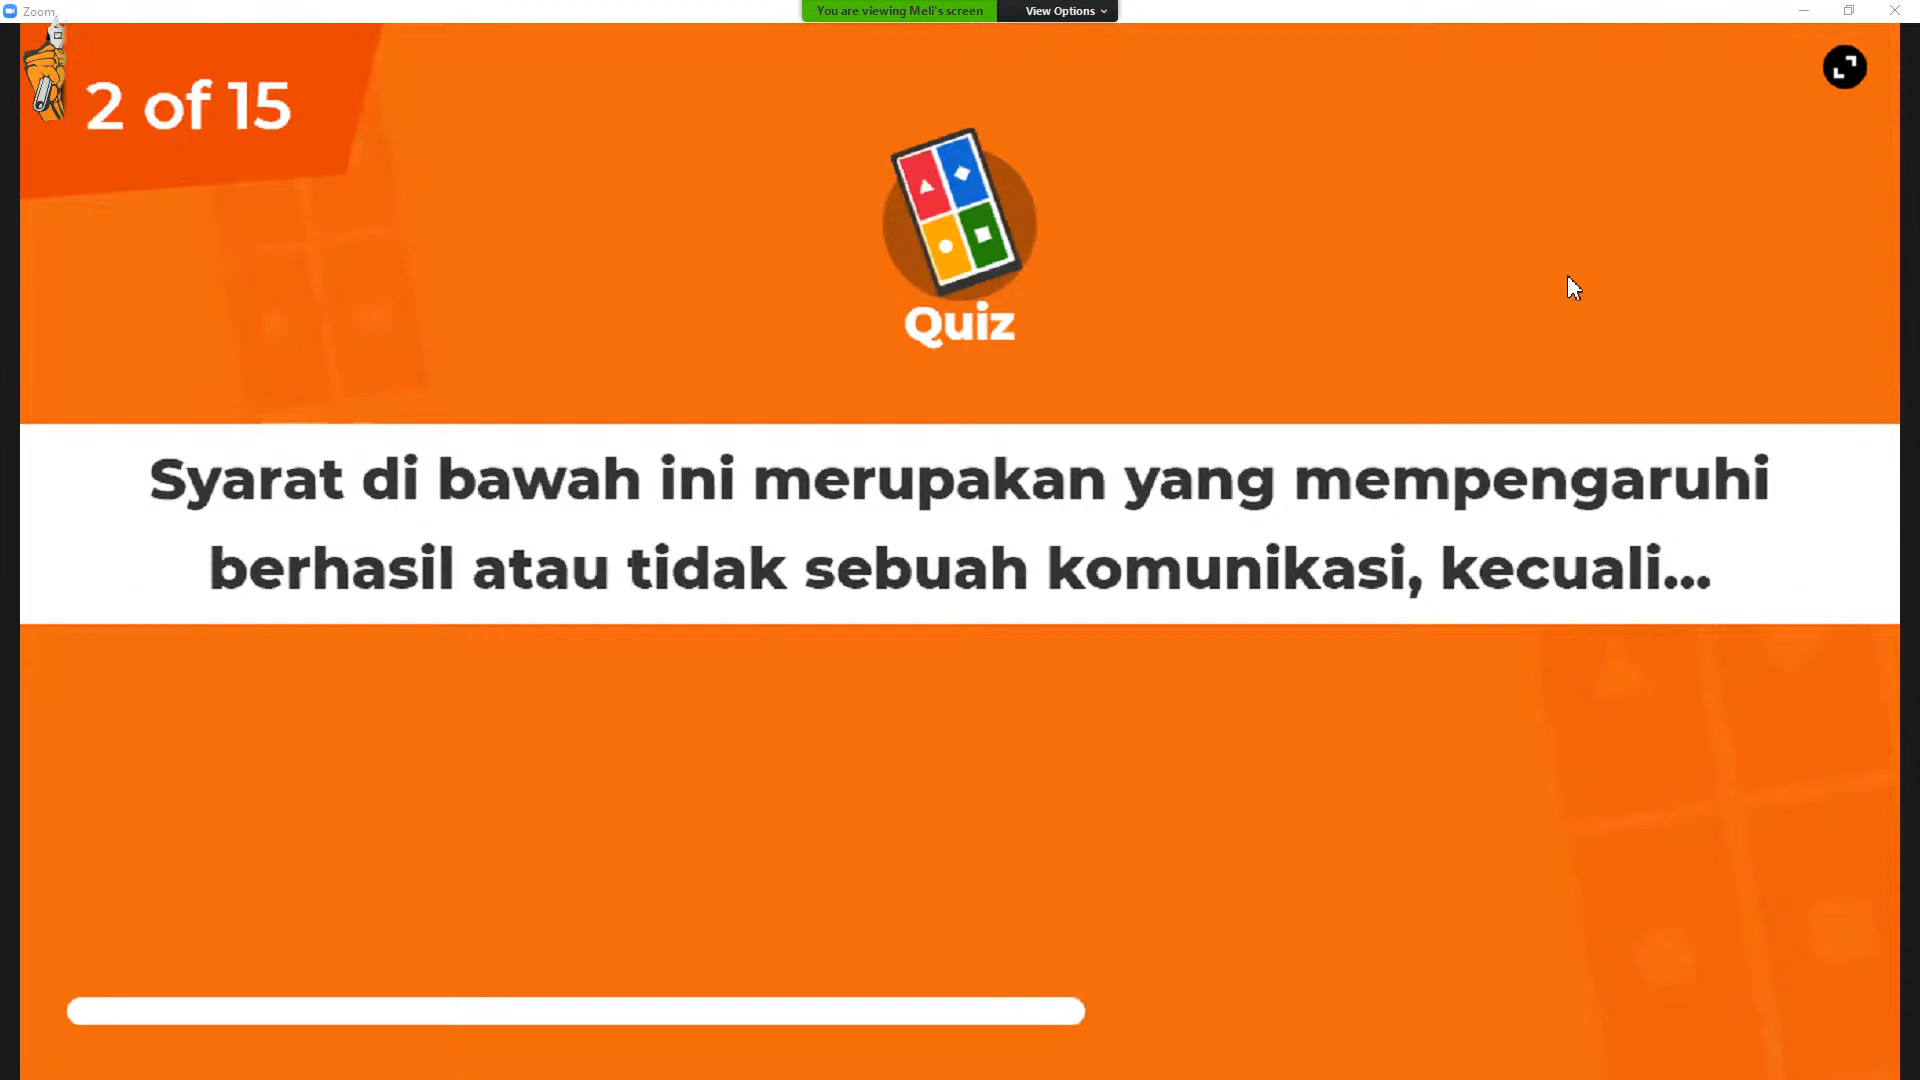 Zoom
You are viewing Meli's screen
View Options
2 of 15
Quiz
Syarat di bawah ini merupakan yang mempengaruhi
berhasil atau tidak sebuah komunikasi, kecuali...